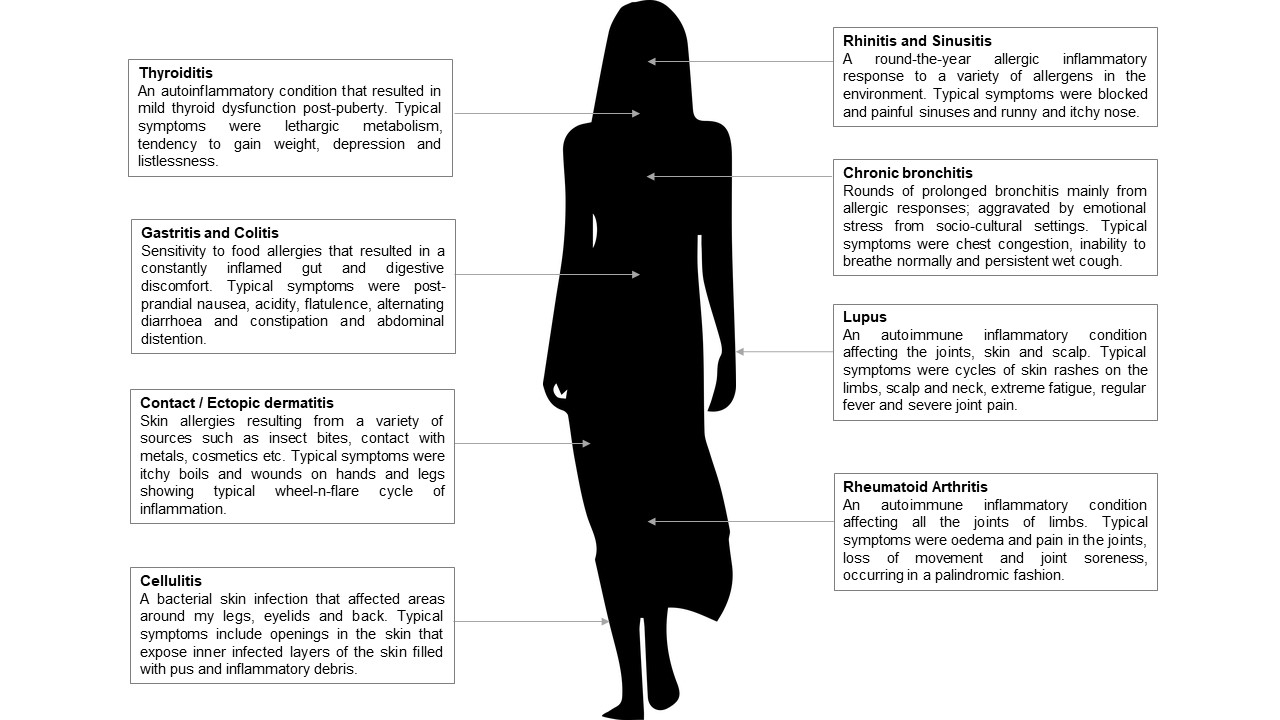 Thyroiditis
An autoinflammatory condition that resulted in
mild thyroid dysfunction post-puberty. Typical
symptoms were lethargic metabolism,
tendency to gain weight, depression and
listlessness.
Gastritis and Colitis
Sensitivity to food allergies that resulted in a
constantly inflamed gut and digestive
discomfort. Typical symptoms were post-
prandial nausea, acidity, flatulence, alternating
diarrhoea and constipation and abdominal
distention.
Contact / Ectopic dermatitis
Skin allergies resulting from a variety of
sources such as insect bites, contact with
metals, cosmetics etc. Typical symptoms were
itchy boils and wounds on hands and legs
showing typical wheel-n-flare cycle of
inflammation.
Cellulitis
A bacterial skin infection that affected areas
around my legs, eyelids and back. Typical
symptoms include openings in the skin that
expose inner infected layers of the skin filled
with pus and inflammatory debris.
Rhinitis and Sinusitis
A round-the-year allergic inflammatory
response to a variety of allergens in the
environment. Typical symptoms were blocked
and painful sinuses and runny and itchy nose.
Chronic bronchitis
Rounds of prolonged bronchitis mainly from
allergic responses; aggravated by emotional
stress from socio-cultural settings. Typical
symptoms were chest congestion, inability to
breathe normally and persistent wet cough.
Lupus
An autoimmune inflammatory condition
affecting the joints, skin and scalp. Typical
symptoms were cycles of skin rashes on the
limbs, scalp and neck, extreme fatigue, regular
fever and severe joint pain.
Rheumatoid Arthritis
An autoimmune inflammatory condition
affecting all the joints of limbs. Typical
symptoms were oedema and pain in the joints,
loss of movement and joint soreness,
occurring in a palindromic fashion.